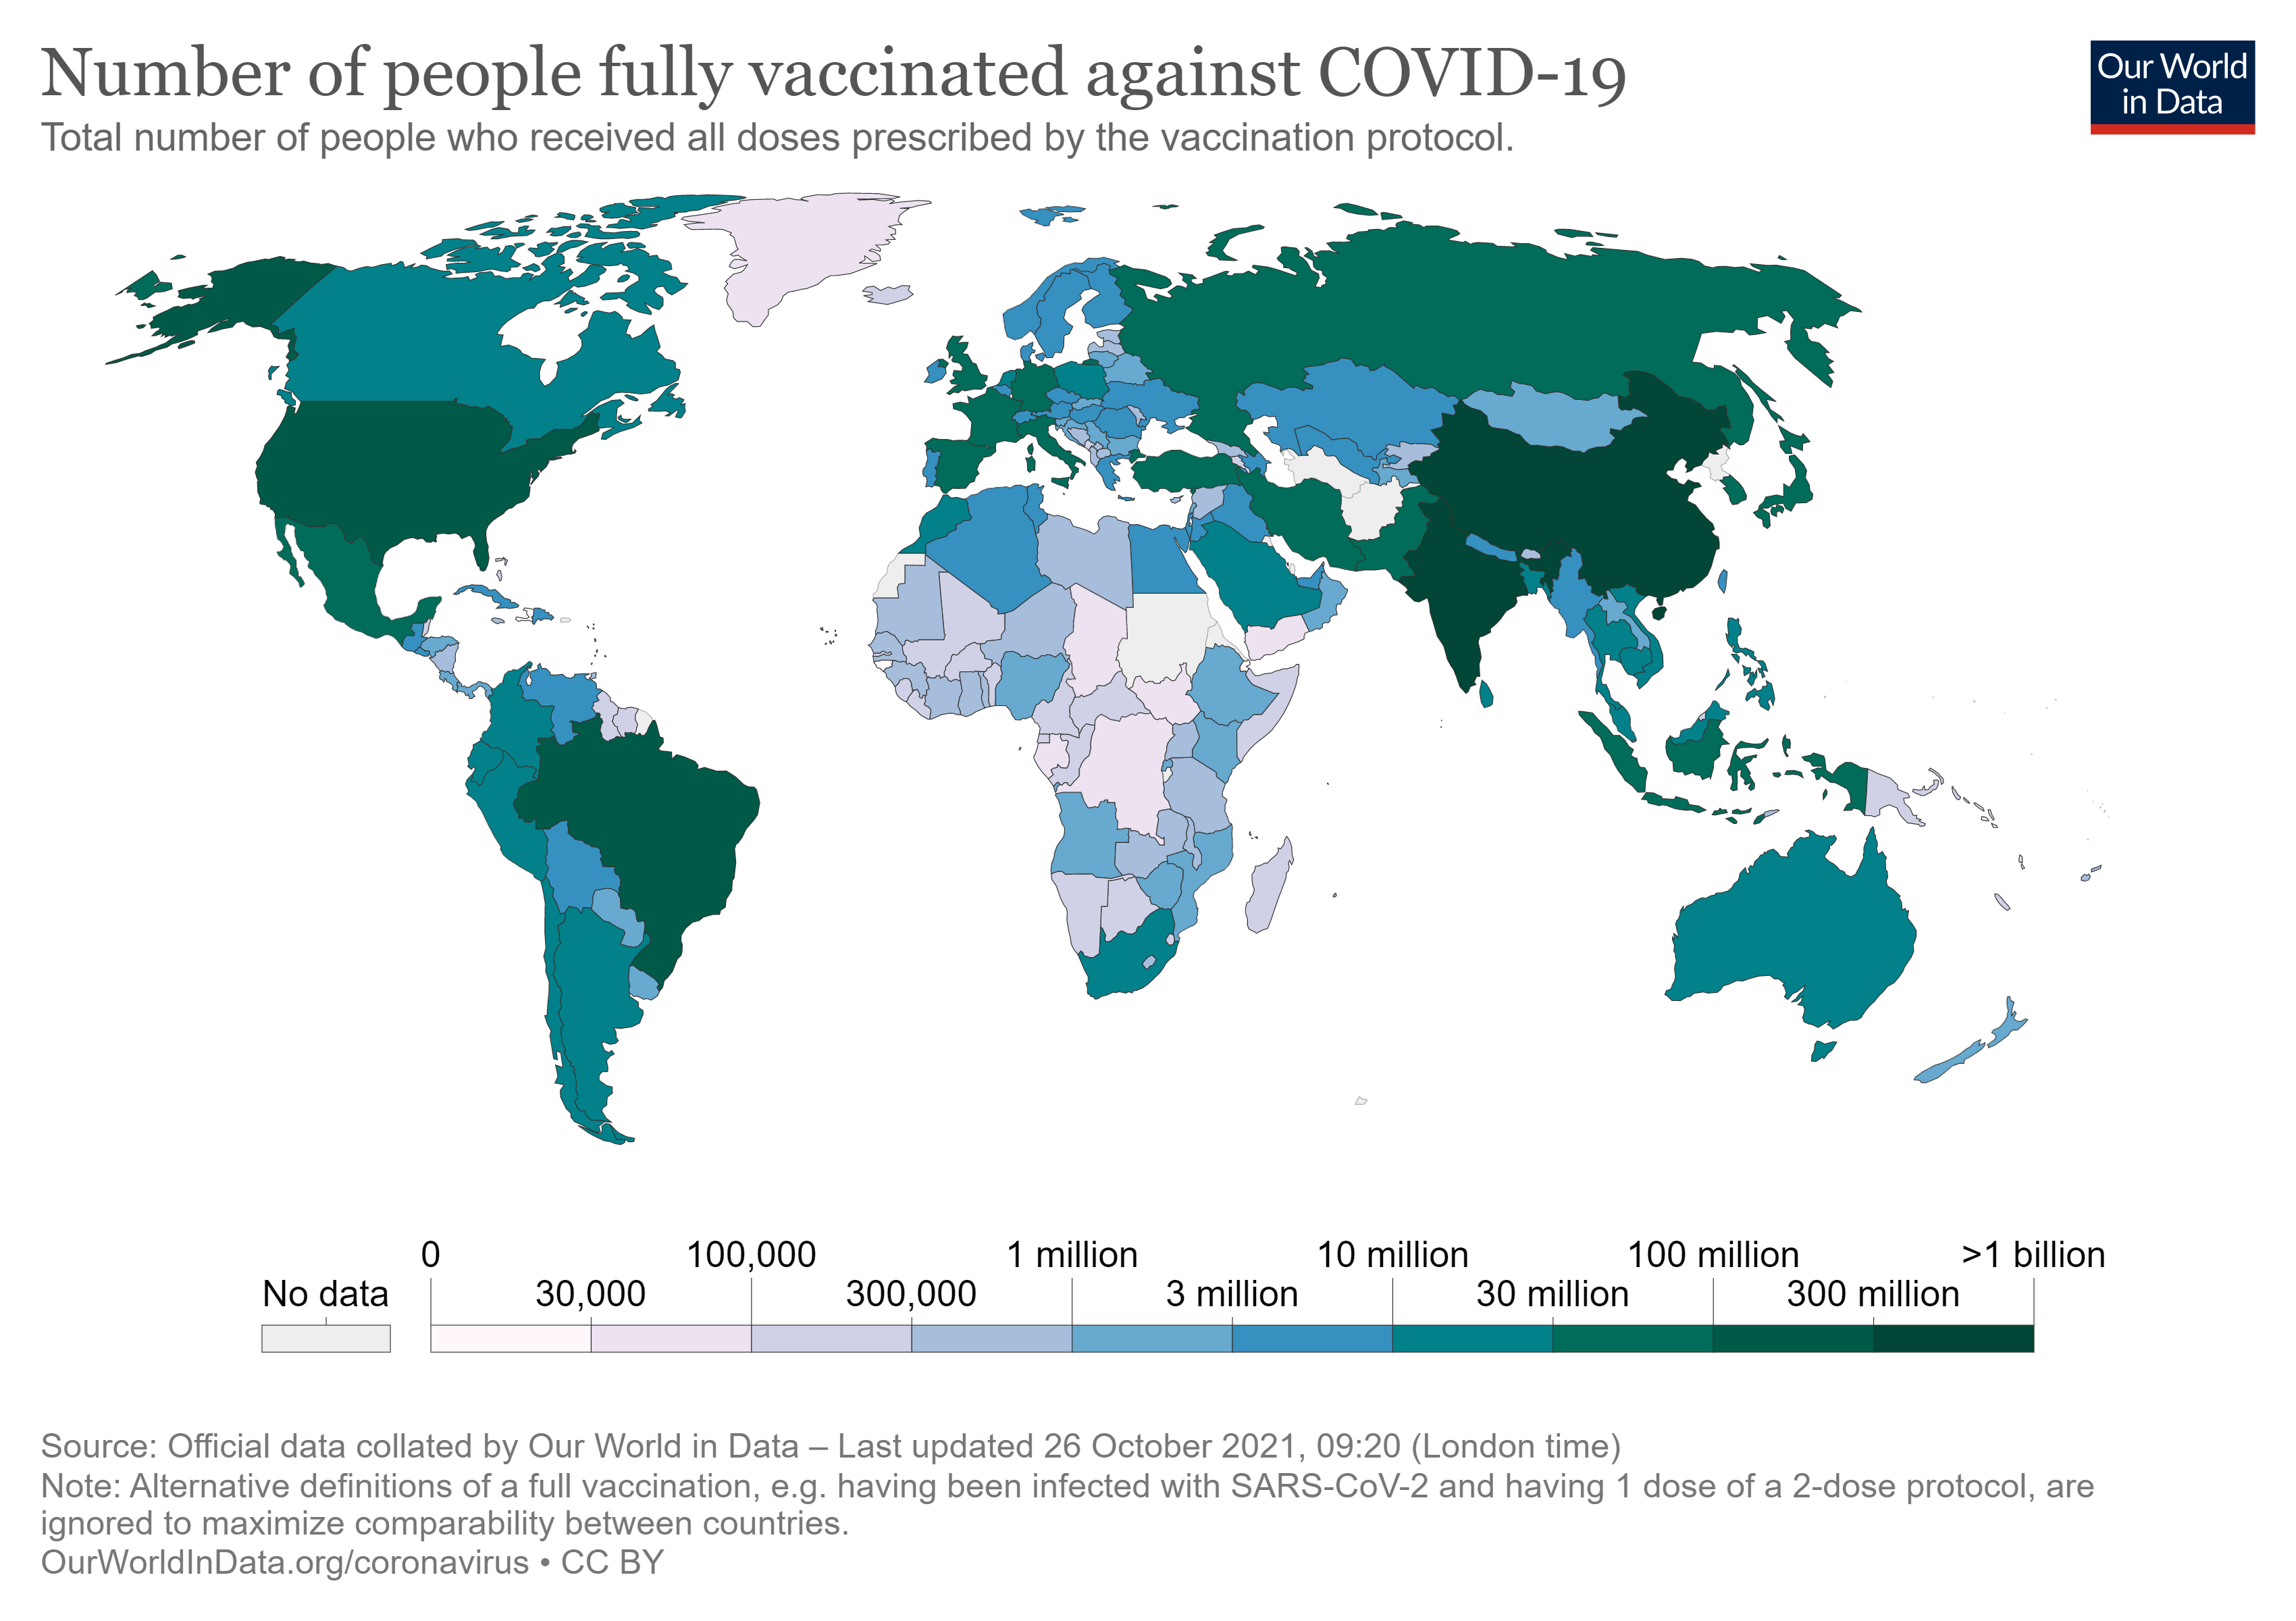 Number of people fully vaccinated against COVID-19
Total number of people who received all doses prescribed by the vaccination protocol.
Our World
in Data
0
100,000
1 million
10 million
100 million
>1 billion
No data
30,000
300,000
3 million
30 million
300 million
Source: Official data collated by Our World in Data – Last updated 26 October 2021, 09:20 (London time)
Note: Alternative definitions of a full vaccination, e.g. having been infected with SARS-CoV-2 and having 1 dose of a 2-dose protocol, are
ignored to maximize comparability between countries.
OurWorldInData.org/coronavirus • CC BY